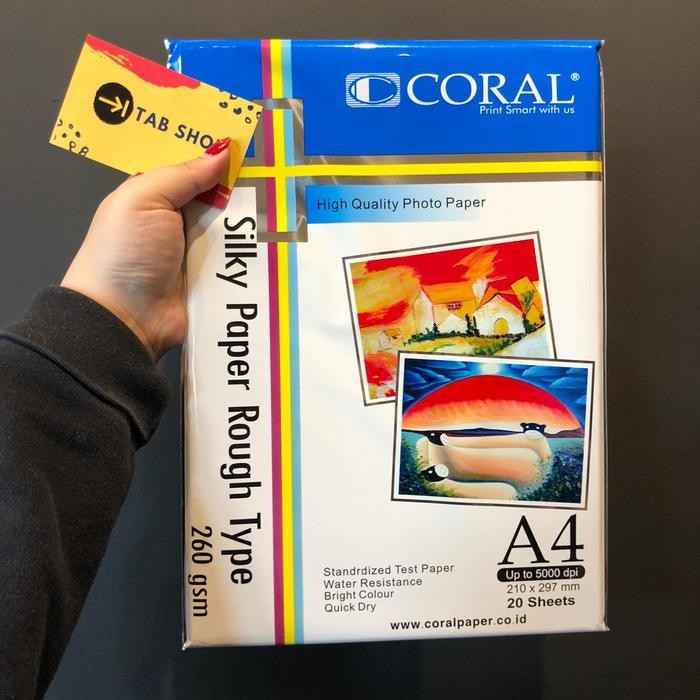 TAB SHO
CORAL®
Print Smart with us
High Quality Photo Paper
Silky Paper Rough Type
260 gsm
A4
Up to 5000 dpi
210 x 297 mm
20 Sheets
Standrdized Test Paper
Water Resistance
Bright Colour
Quick Dry
www.coralpaper.co.id